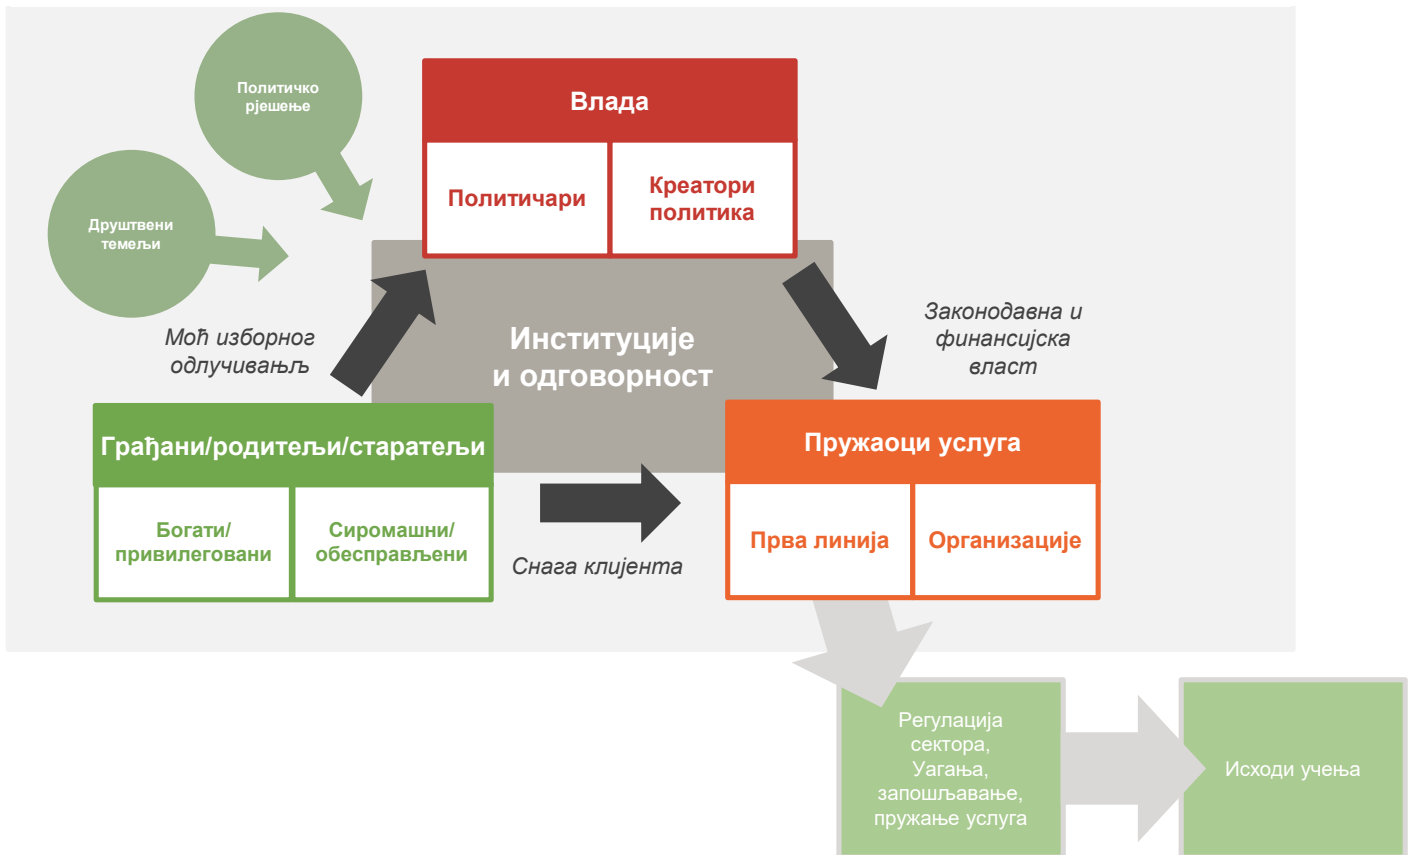 Политичко
рјешење
Влада
Политичари
Креатори
политика
Друштвени
темељи
Моћ изборног
одлучивањљ
Институције
и одговорност
Законодавна и
финансијска
власт
Грађани/родитељи/старатељи
Богати/
привилеговани
Сиромашни/
обесправљени
Снага клијента
Пружаоци услуга
Прва линија
Организације
Регулација
сектора,
Уагања,
запошљавање,
пружање услуга
Исходи учења